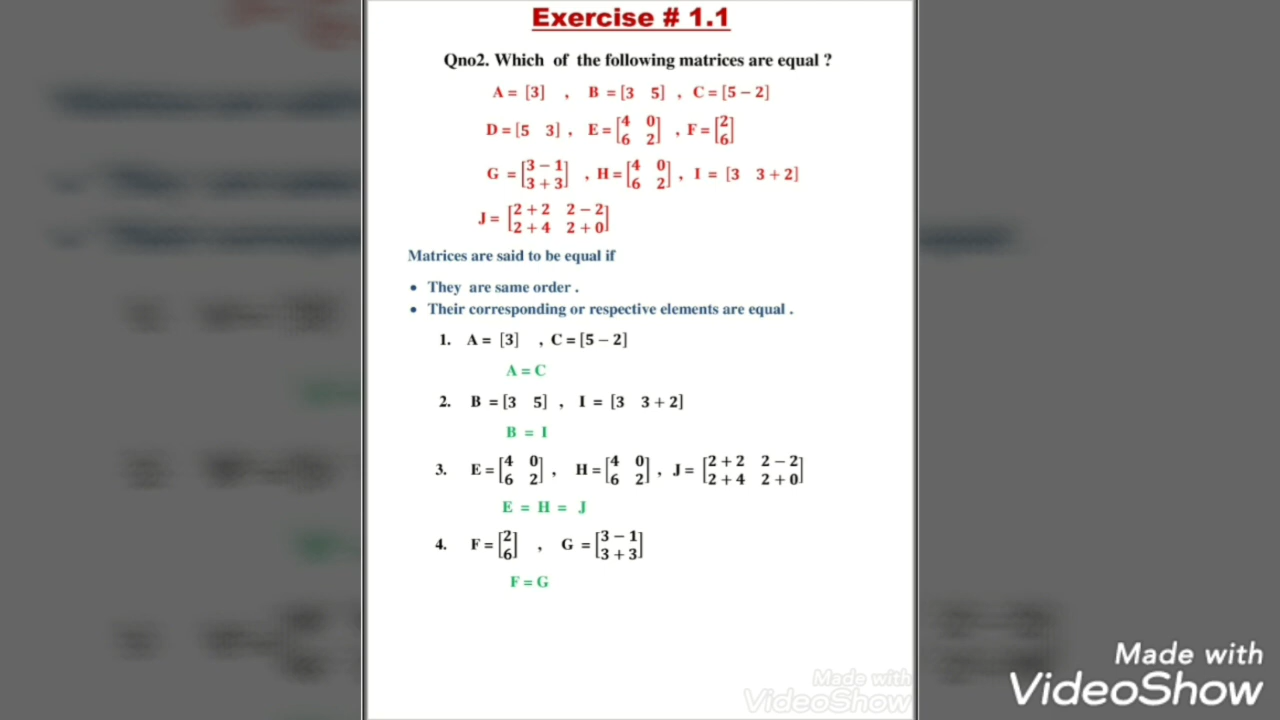 Exercise # 1.1
Qno2. Which of the following matrices are equal ?
A = [3] , B = [3 5] , C = [5 − 2]
D = [5 3] , E = [4 0
6 2] , F = [2
6]
G = [3 − 1
3 + 3] , H = [4 0
6 2] , I = [3 3 + 2]
J = [2 + 2 2 − 2
2 + 4 2 + 0]
Matrices are said to be equal if
• They are same order .
• Their corresponding or respective elements are equal .
1. A = [3] , C = [5 − 2]
A = C
2. B = [3 5] , I = [3 3 + 2]
B = I
3. E = [4 0
6 2] , H = [4 0
6 2] , J = [2 + 2 2 − 2
2 + 4 2 + 0]
E = H = J
4. F = [2
6] , G = [3 − 1
3 + 3]
F = G
Made with
VideoShow
Made with
VideoShow